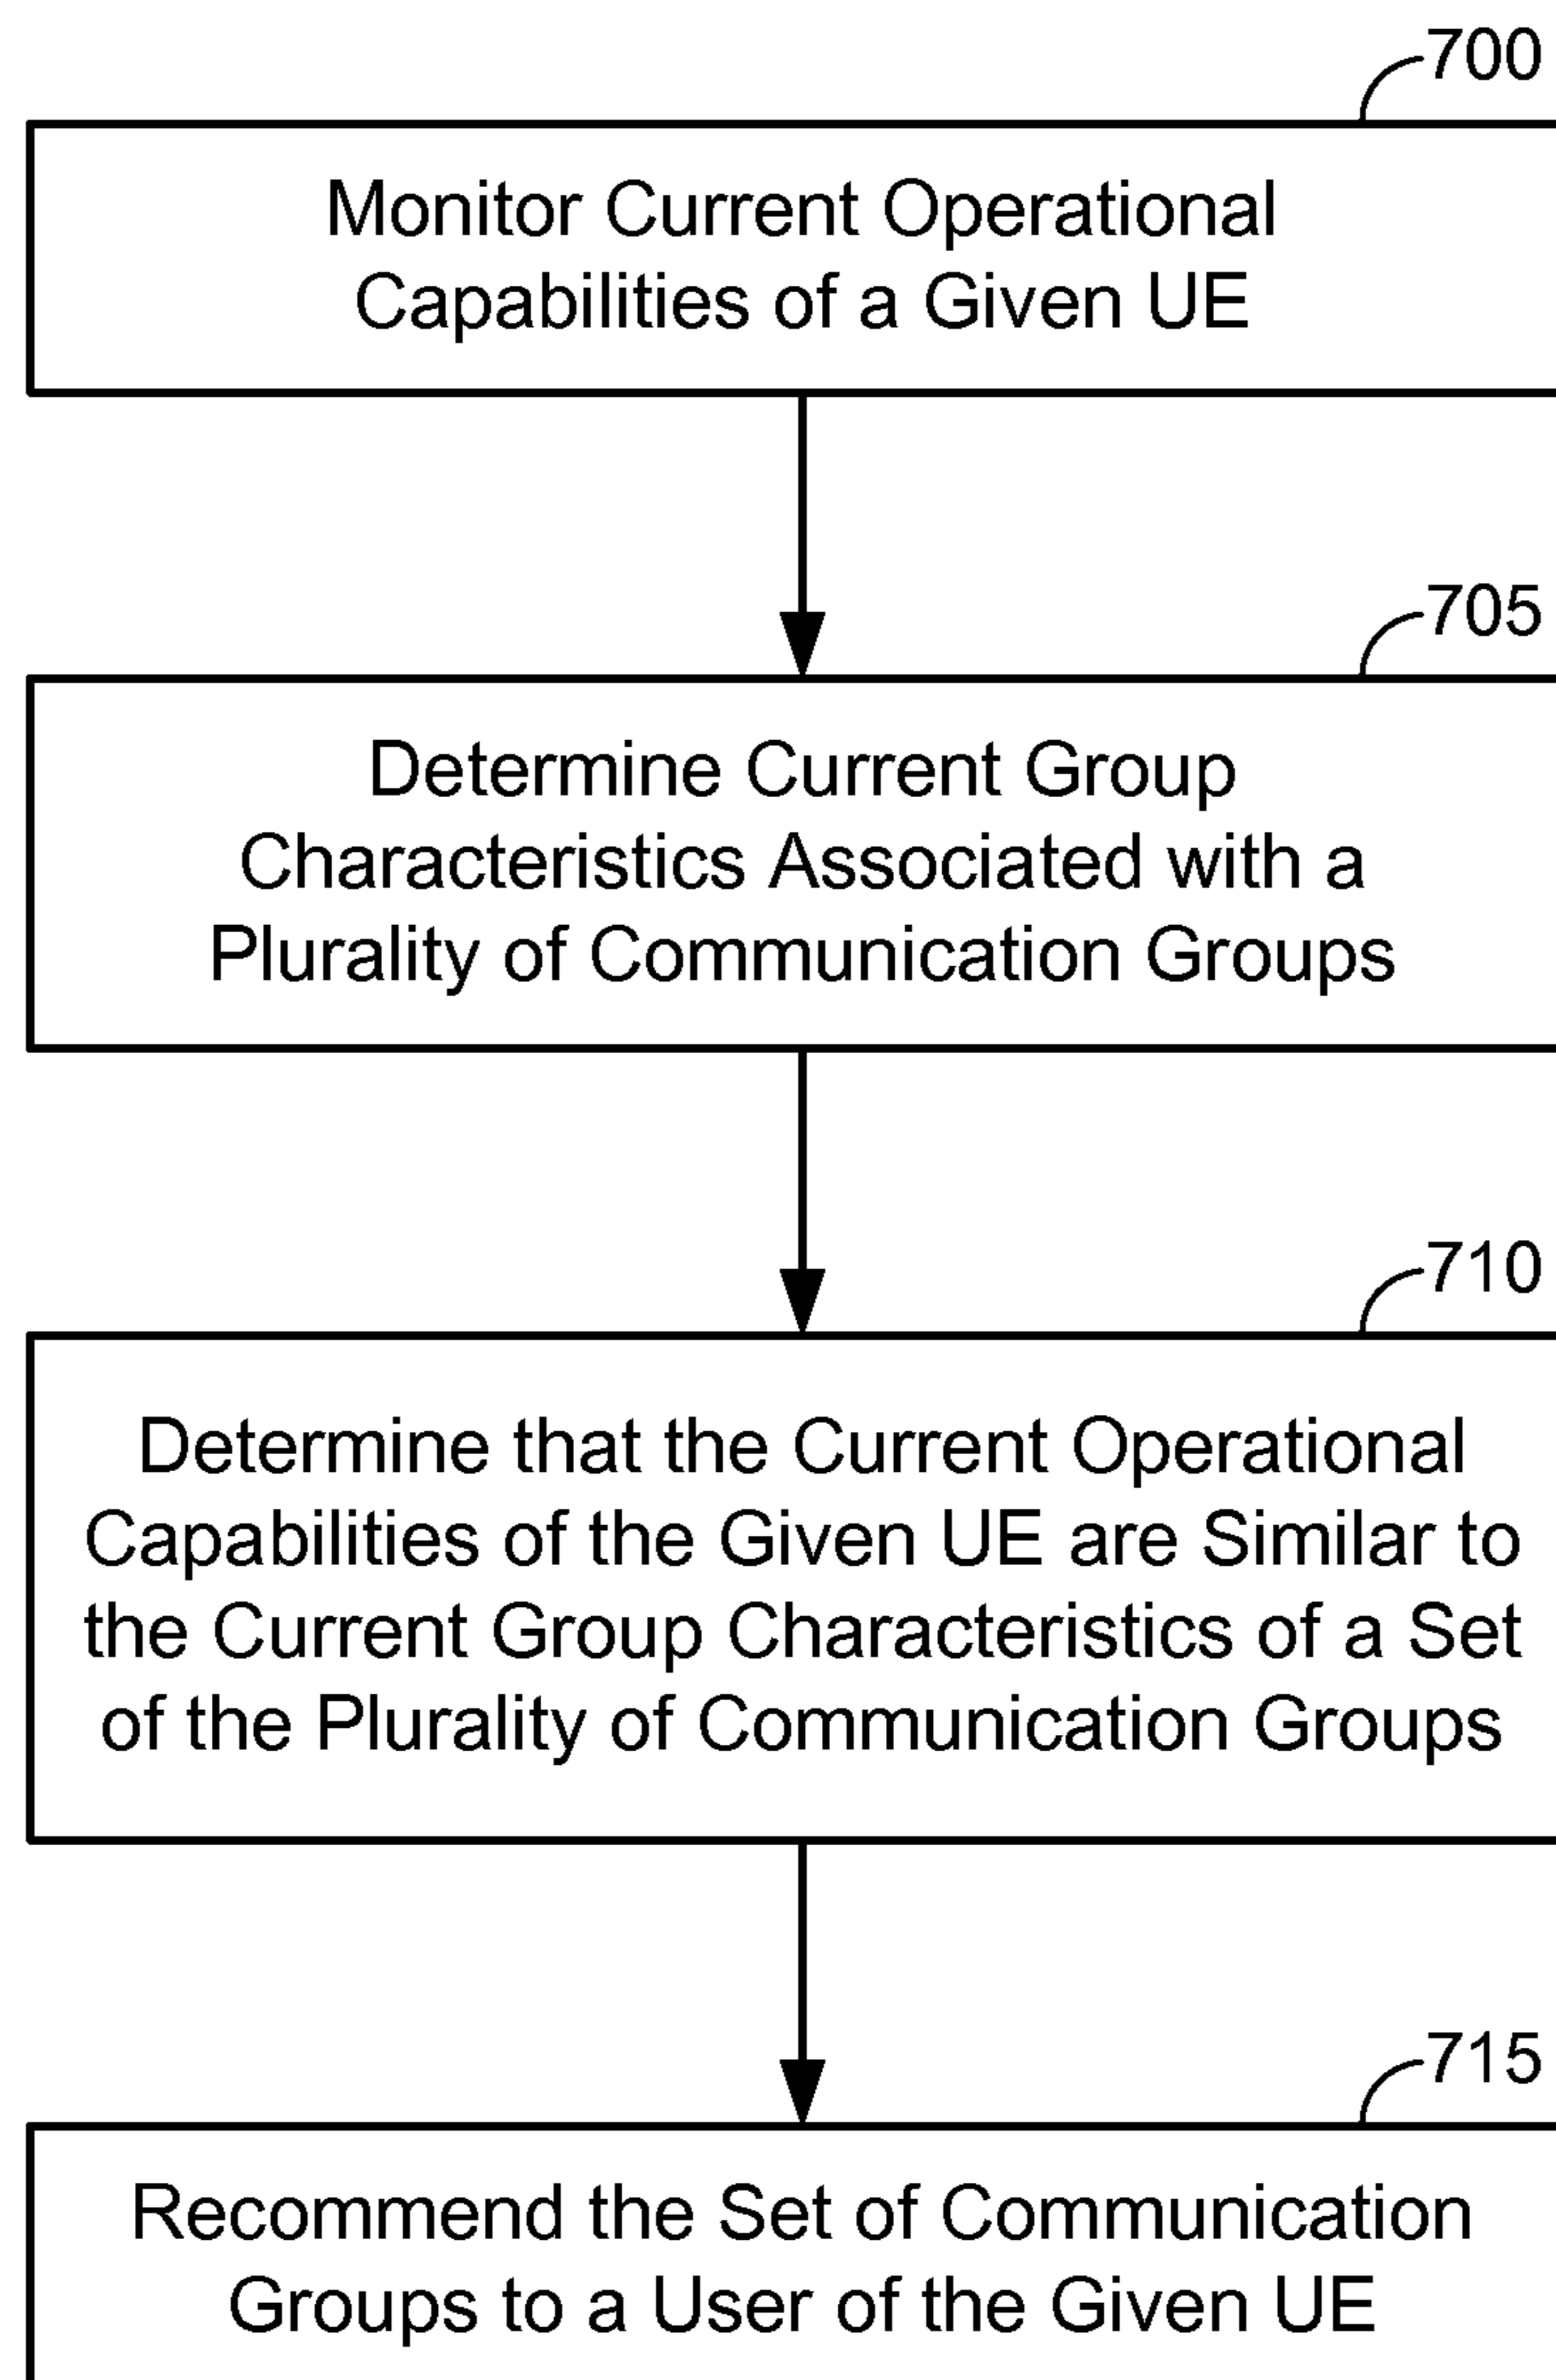 700
Monitor Current Operational
Capabilities of a Given UE
705
Determine Current Group
Characteristics Associated with a
Plurality of Communication Groups
710
Determine that the Current Operational
Capabilities of the Given UE are Similar to
the Current Group Characteristics of a Set
of the Plurality of Communication Groups
715
Recommend the Set of Communication
Groups to a User of the Given UE